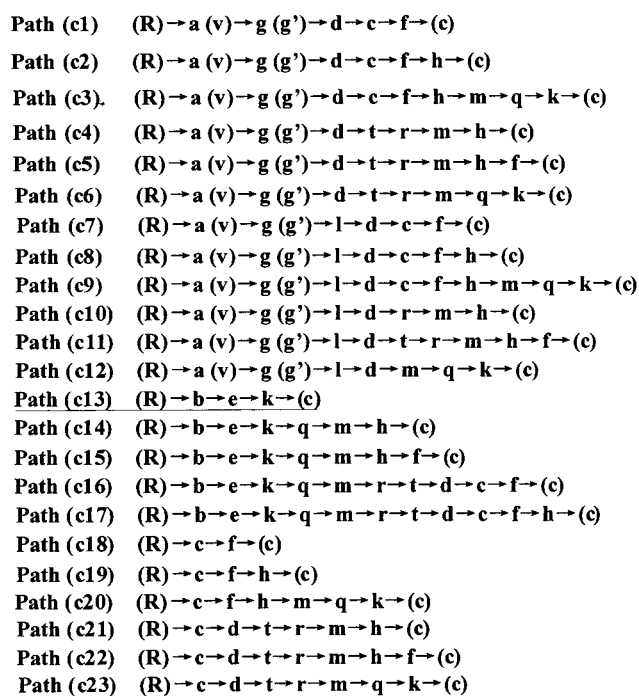 Path (c1) (R)→a (v)→g (g’)→d→c→f→(c)
Path (c2) (R)→a (v)→g (g’)→d→c→f→h→(c)
Path (c3). (R)→a (v)→g (g’)→d→c→f→h→m→q→k→(c)
Path (c4) (R)→a (v)→g (g’)→d→t→r→m→h→(c)
Path (c5) (R)→a (v)→g (g’)→d→t→r→m→h→f→(c)
Path (c6) (R)→a (v)→g (g’)→d→t→r→m→q→k→(c)
Path (c7) (R)→a (v)→g (g’)→l→d→c→f→(c)
Path (c8) (R)→a (v)→g (g’)→l→d→c→f→h→(c)
Path (c9) (R)→a (v)→g (g’)→l→d→c→f→h→m→q→k→(c)
Path (c10) (R)→a (v)→g (g’)→l→d→r→m→h→(c)
Path (c11) (R)→a (v)→g (g’)→l→d→t→r→m→h→f→(c)
Path (c12) (R)→a (v)→g (g’)→l→d→m→q→k→(c)
Path (c13) (R)→b→e→k→(c)
Path (c14) (R)→b→e→k→q→m→h→(c)
Path (c15) (R)→b→e→k→q→m→h→f→(c)
Path (c16) (R)→b→e→k→q→m→r→t→d→c→f→(c)
Path (c17) (R)→b→e→k→q→m→r→t→d→c→f→h→(c)
Path (c18) (R)→c→f→(c)
Path (c19) (R)→c→f→h→(c)
Path (c20) (R)→c→f→h→m→q→k→(c)
Path (c21) (R)→c→d→t→r→m→h→(c)
Path (c22) (R)→c→d→t→r→m→h→f→(c)
Path (c23) (R)→c→d→t→r→m→q→k→(c)